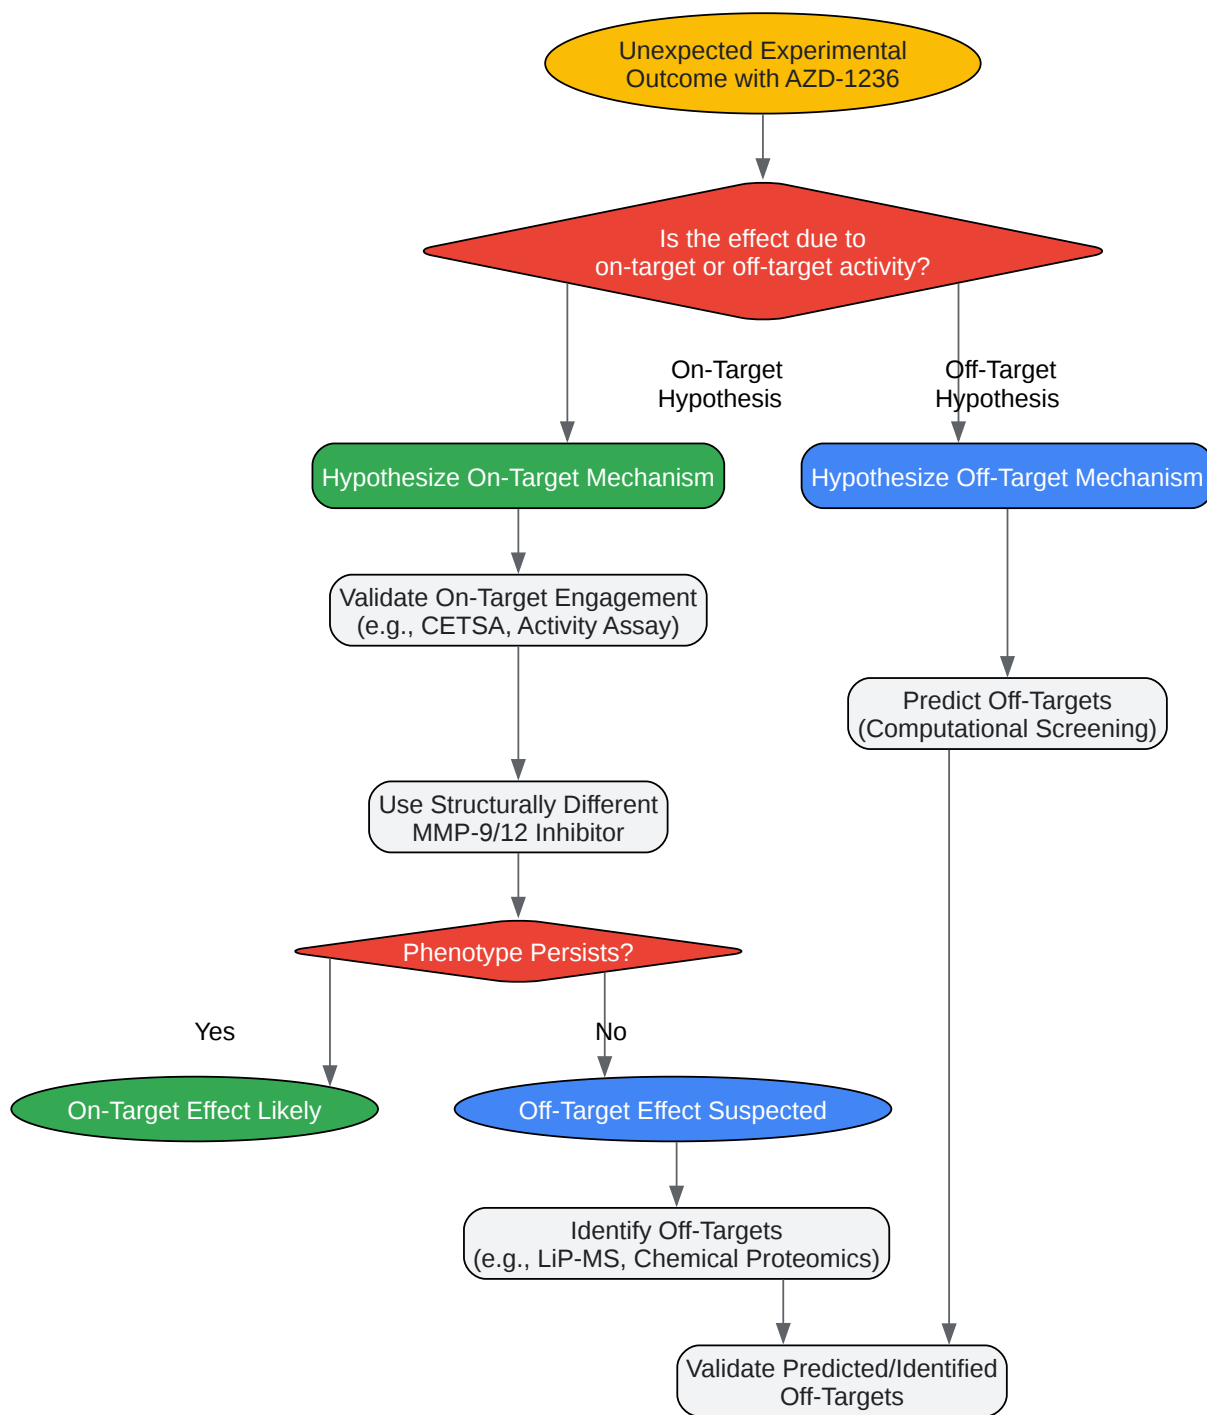 Unexpected Experimental
Outcome with AZD-1236
Is the effect due to
on-target or off-target activity?
On-Target
Hypothesis
Off-Target
Hypothesis
Hypothesize On-Target Mechanism
Hypothesize Off-Target Mechanism
Validate On-Target Engagement
(e.g., CETSA, Activity Assay)
Predict Off-Targets
(Computational Screening)
Use Structurally Different
MMP-9/12 Inhibitor
Phenotype Persists?
Yes
No
On-Target Effect Likely
Off-Target Effect Suspected
Identify Off-Targets
(e.g., LiP-MS, Chemical Proteomics)
Validate Predicted/Identified
Off-Targets